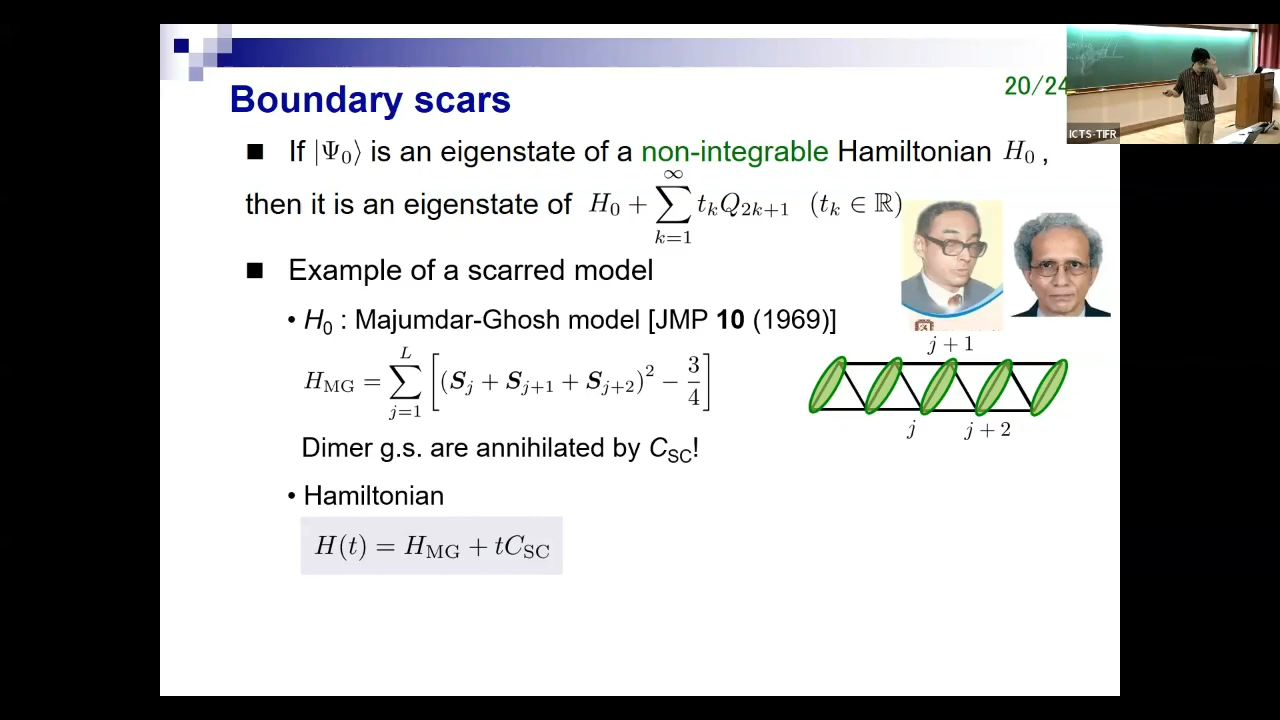 Boundary scars
20/24
ICTS-TIFR
■ If |Ψ₀⟩ is an eigenstate of a non-integrable Hamiltonian H₀ ,
then it is an eigenstate of H₀ + ∑_{k=1}^{∞} t_k Q_{2k+1} (t_k ∈ ℝ)
■ Example of a scarred model
• H₀ : Majumdar-Ghosh model [JMP 10 (1969)]
H_MG = ∑_{j=1}^{L} [(S_j + S_{j+1} + S_{j+2})² − 3/4]
j + 1
j
j + 2
Dimer g.s. are annihilated by C_SC!
• Hamiltonian
H(t) = H_MG + tC_SC